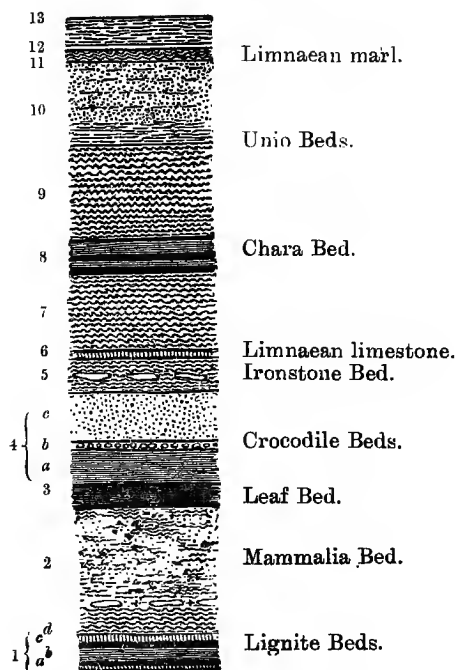 13
12 Limnaean marl.
11
10
Unio Beds.
9
8 Chara Bed.
7
6 Limnaean limestone.
5 Ironstone Bed.
c
4 b Crocodile Beds.
a
3 Leaf Bed.
2 Mammalia Bed.
d
c
1 b Lignite Beds.
a